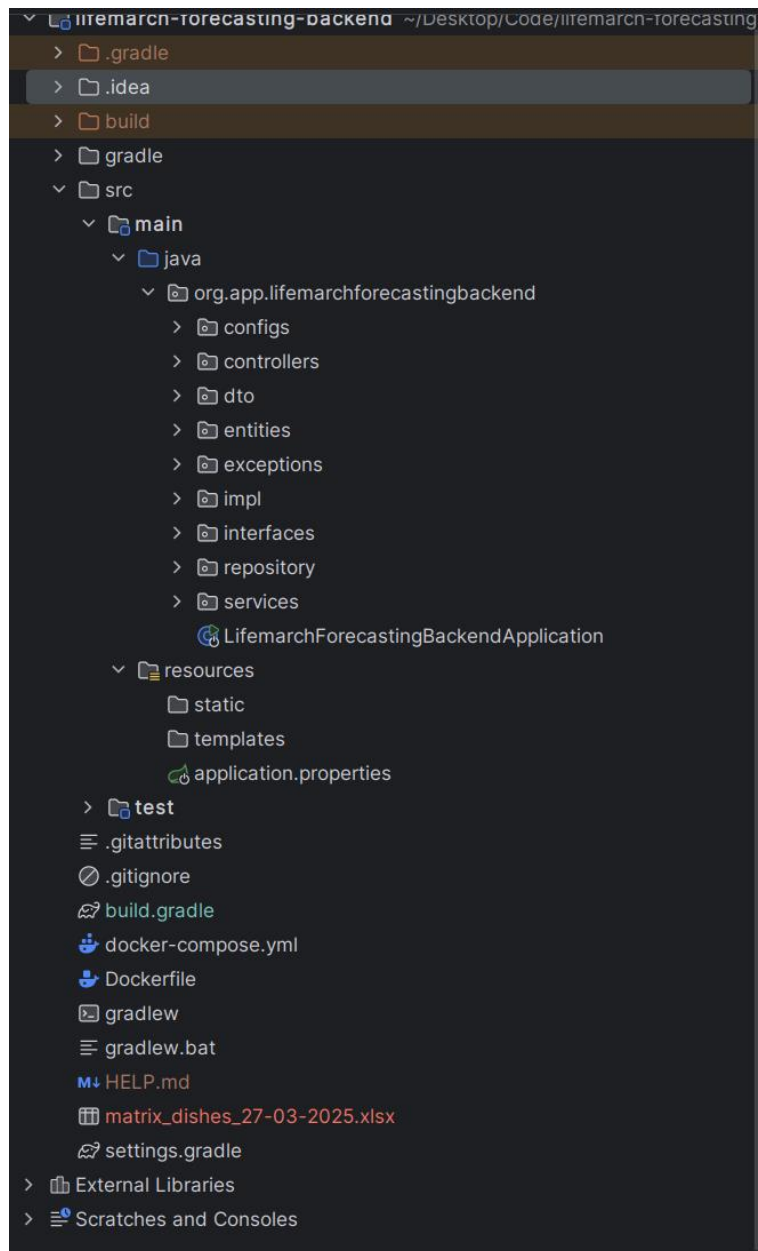 lifemarch-forecasting-backend ~/Desktop/Code/lifemarch-forecasting
.gradle
.idea
build
gradle
src
main
java
org.app.lifemarchforecastingbackend
configs
controllers
dto
entities
exceptions
impl
interfaces
repository
services
LifemarchForecastingBackendApplication
resources
static
templates
application.properties
test
.gitattributes
.gitignore
build.gradle
docker-compose.yml
Dockerfile
gradlew
gradlew.bat
M↓ HELP.md
matrix_dishes_27-03-2025.xlsx
settings.gradle
External Libraries
Scratches and Consoles